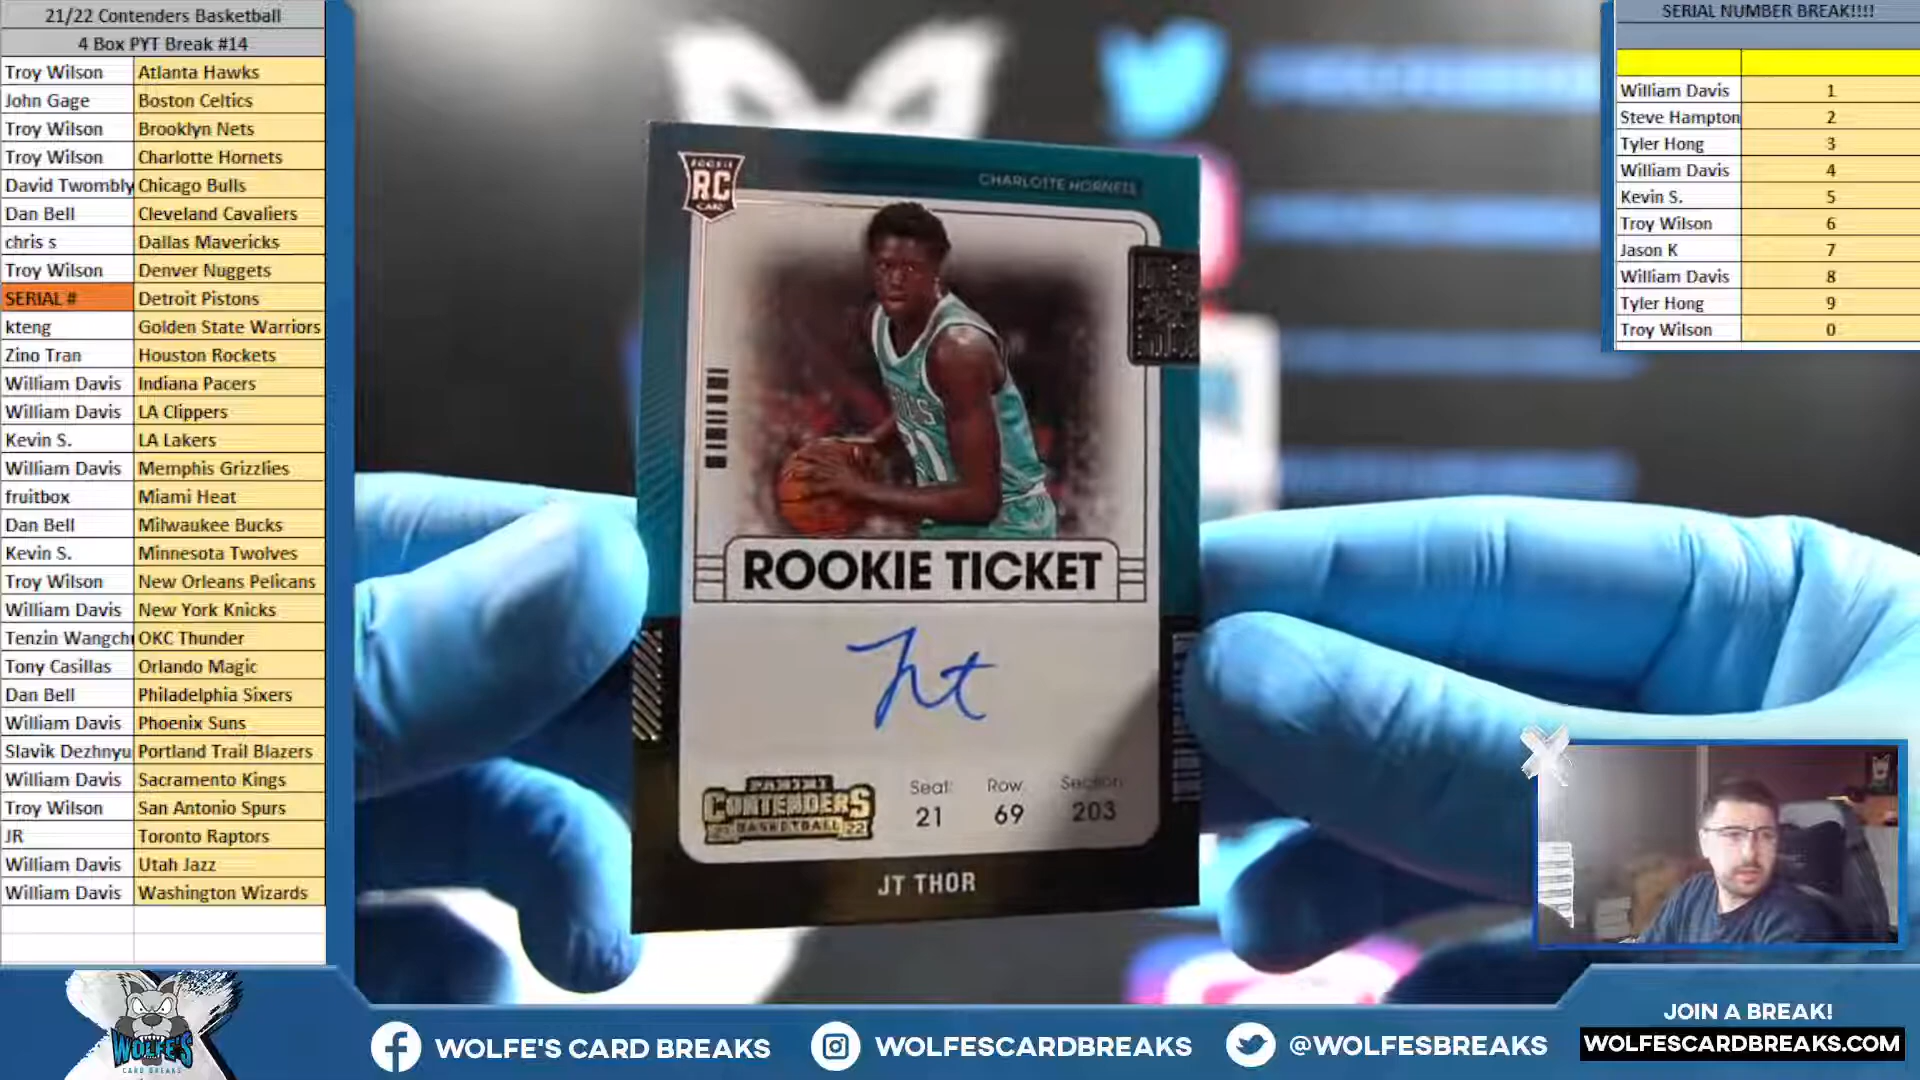 21/22 Contenders Basketball
4 Box PYT Break #14
Troy Wilson Atlanta Hawks
John Gage Boston Celtics
Troy Wilson Brooklyn Nets
Troy Wilson Charlotte Hornets
David Twombly Chicago Bulls
Dan Bell Cleveland Cavaliers
chris s Dallas Mavericks
Troy Wilson Denver Nuggets
SERIAL # Detroit Pistons
kteng Golden State Warriors
Zino Tran Houston Rockets
William Davis Indiana Pacers
William Davis LA Clippers
Kevin S. LA Lakers
William Davis Memphis Grizzlies
fruitbox Miami Heat
Dan Bell Milwaukee Bucks
Kevin S. Minnesota Twolves
Troy Wilson New Orleans Pelicans
William Davis New York Knicks
Tenzin Wangch OKC Thunder
Tony Casillas Orlando Magic
Dan Bell Philadelphia Sixers
William Davis Phoenix Suns
Slavik Dezhnyu Portland Trail Blazers
William Davis Sacramento Kings
Troy Wilson San Antonio Spurs
JR Toronto Raptors
William Davis Utah Jazz
William Davis Washington Wizards
ROOKIE
RC
CARD
CHARLOTTE HORNETS
21
ROOKIE TICKET
PANINI
CONTENDERS
21 BASKETBALL 22
Seat: Row: Section:
21 69 203
JT THOR
SERIAL NUMBER BREAK!!!!
William Davis 1
Steve Hampton 2
Tyler Hong 3
William Davis 4
Kevin S. 5
Troy Wilson 6
Jason K 7
William Davis 8
Tyler Hong 9
Troy Wilson 0
WOLFE'S
CARD BREAKS
WOLFE'S CARD BREAKS
WOLFESCARDBREAKS
@WOLFESBREAKS
JOIN A BREAK!
WOLFESCARDBREAKS.COM